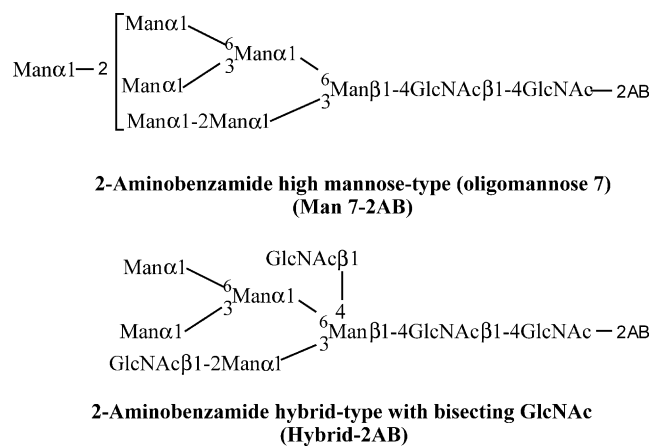 Manα1
Manα1—2
6
3
Manα1
Manα1
6
3
Manβ1-4GlcNAcβ1-4GlcNAc—2AB
Manα1-2Manα1
2-Aminobenzamide high mannose-type (oligomannose 7)
(Man 7-2AB)
GlcNAcβ1
Manα1
6
3
Manα1
4
6
3
Manβ1-4GlcNAcβ1-4GlcNAc—2AB
Manα1
GlcNAcβ1-2Manα1
2-Aminobenzamide hybrid-type with bisecting GlcNAc
(Hybrid-2AB)